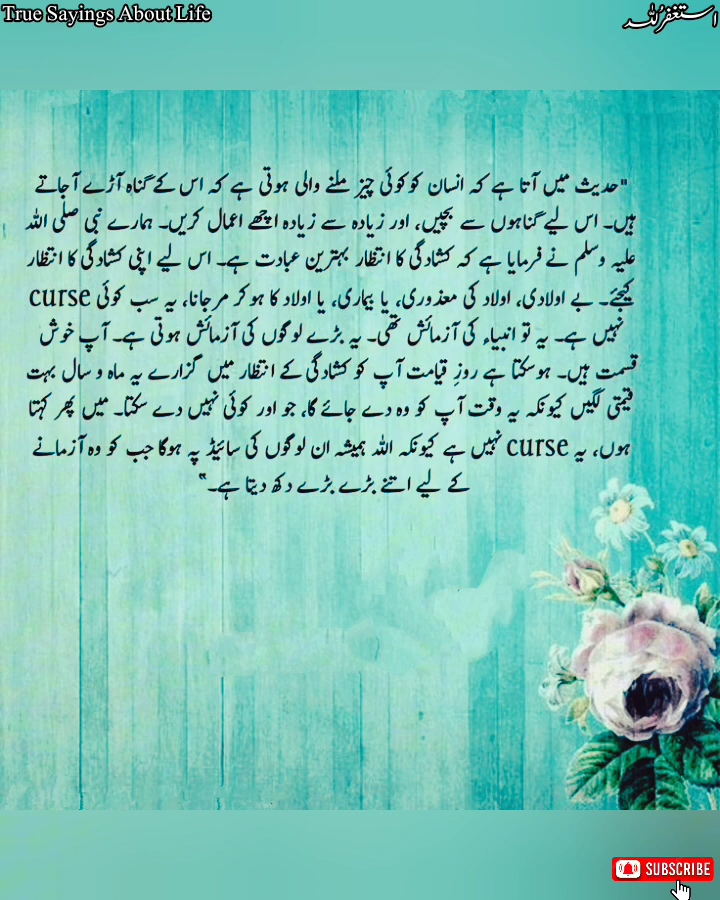 True Sayings About Life
استغفرُللہ
"حدیث میں آتا ہے کہ انسان کو کوئی چیز ملنے والی ہوتی ہے کہ اس کے گناہ آڑے آ جاتے
ہیں۔ اس لیے گناہوں سے بچیں، اور زیادہ سے زیادہ اچھے اعمال کریں۔ ہمارے نبی صلی اللہ
علیہ وسلم نے فرمایا ہے کہ کشادگی کا انتظار بہترین عبادت ہے۔ اس لیے اپنی کشادگی کا انتظار
کیجئے۔ بے اولادی، اولاد کی معذوری، یا بیماری، یا اولاد کا ہو کر مر جانا، یہ سب کوئی curse
نہیں ہے۔ یہ تو انبیاء کی آزمائش تھی۔ یہ بڑے لوگوں کی آزمائش ہوتی ہے۔ آپ خوش
قسمت ہیں۔ ہوسکتا ہے روزِ قیامت آپ کو کشادگی کے انتظار میں گزارے یہ ماہ و سال بہت
قیمتی لگیں کیونکہ یہ وقت آپ کو وہ دے جائے گا، جو اور کوئی نہیں دے سکتا۔ میں پھر کہتا
ہوں، یہ curse نہیں ہے کیونکہ اللہ ہمیشہ ان لوگوں کی سائیڈ پہ ہوگا جب کو وہ آزمانے
کے لیے اتنے بڑے بڑے دکھ دیتا ہے۔"
SUBSCRIBE